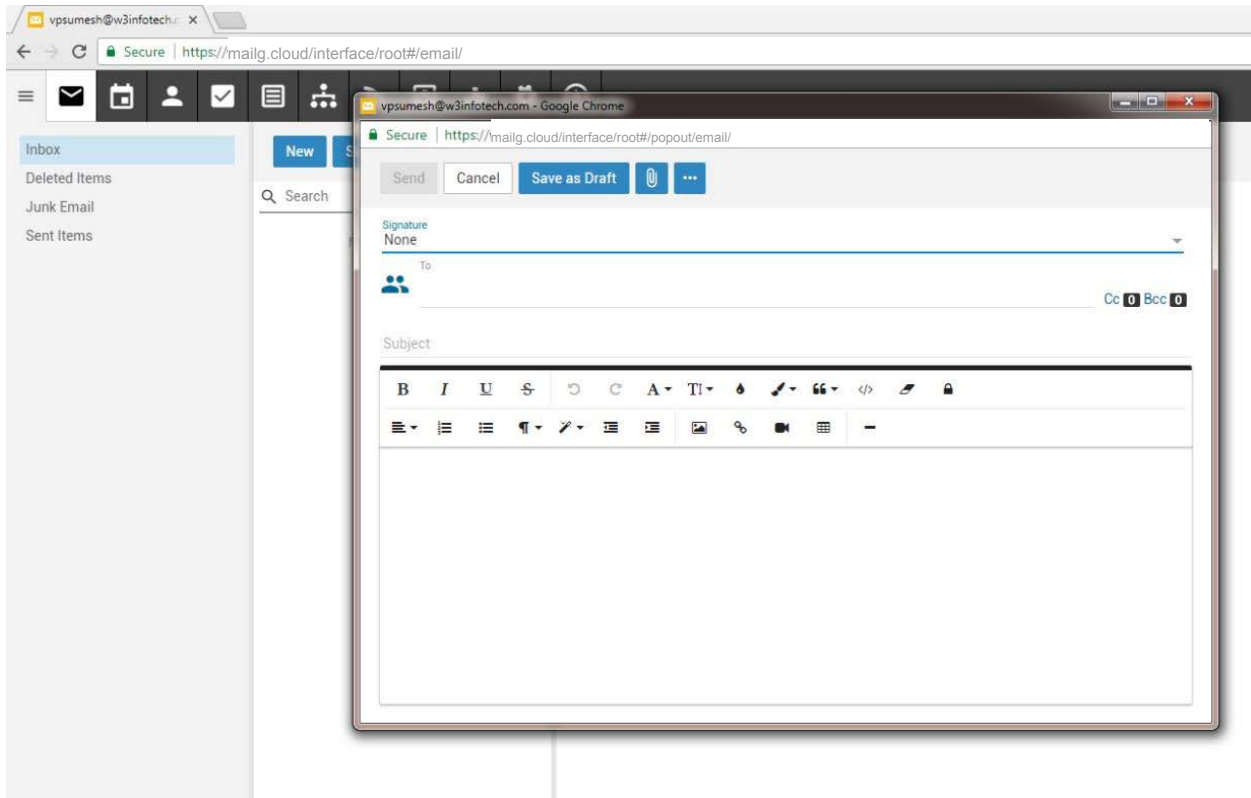 vpsumesh@w3infotech.c
Secure | https://mailg.cloud/interface/root#/email/
vpsumesh@w3infotech.com - Google Chrome
Secure | https://mailg.cloud/interface/root#/popout/email/
Inbox
Deleted Items
Junk Email
Sent Items
New
Search
Send Cancel Save as Draft
Signature
None
To
Cc 0 Bcc 0
Subject
B I U S A TI